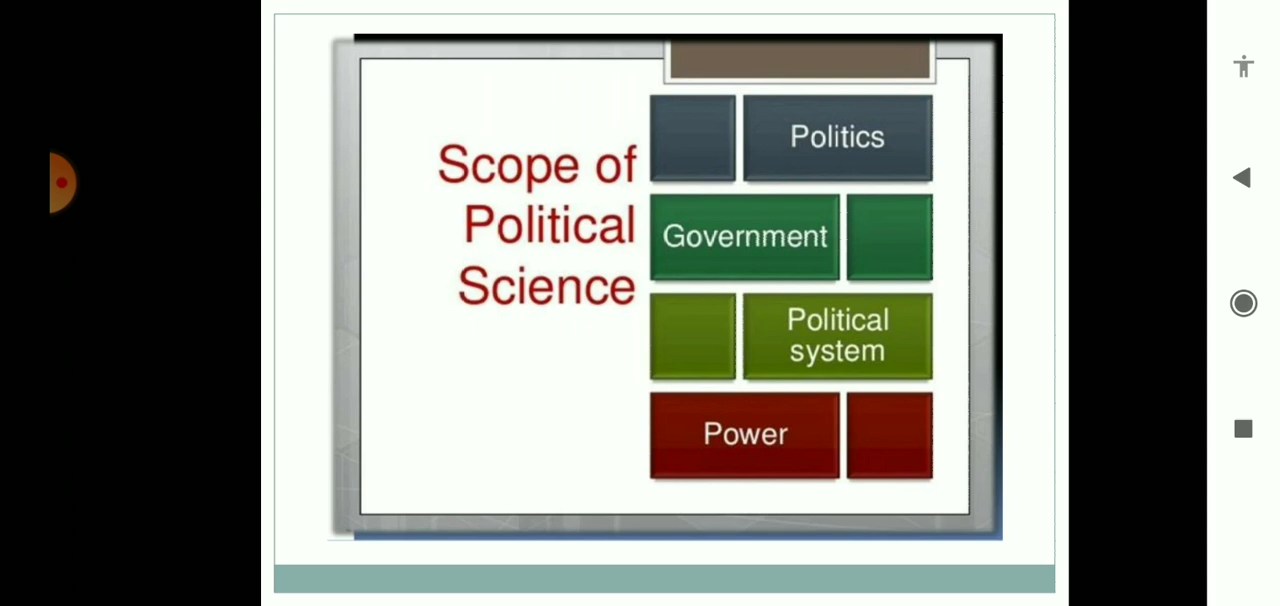 Scope of
Political
Science
Politics
Government
Political
system
Power